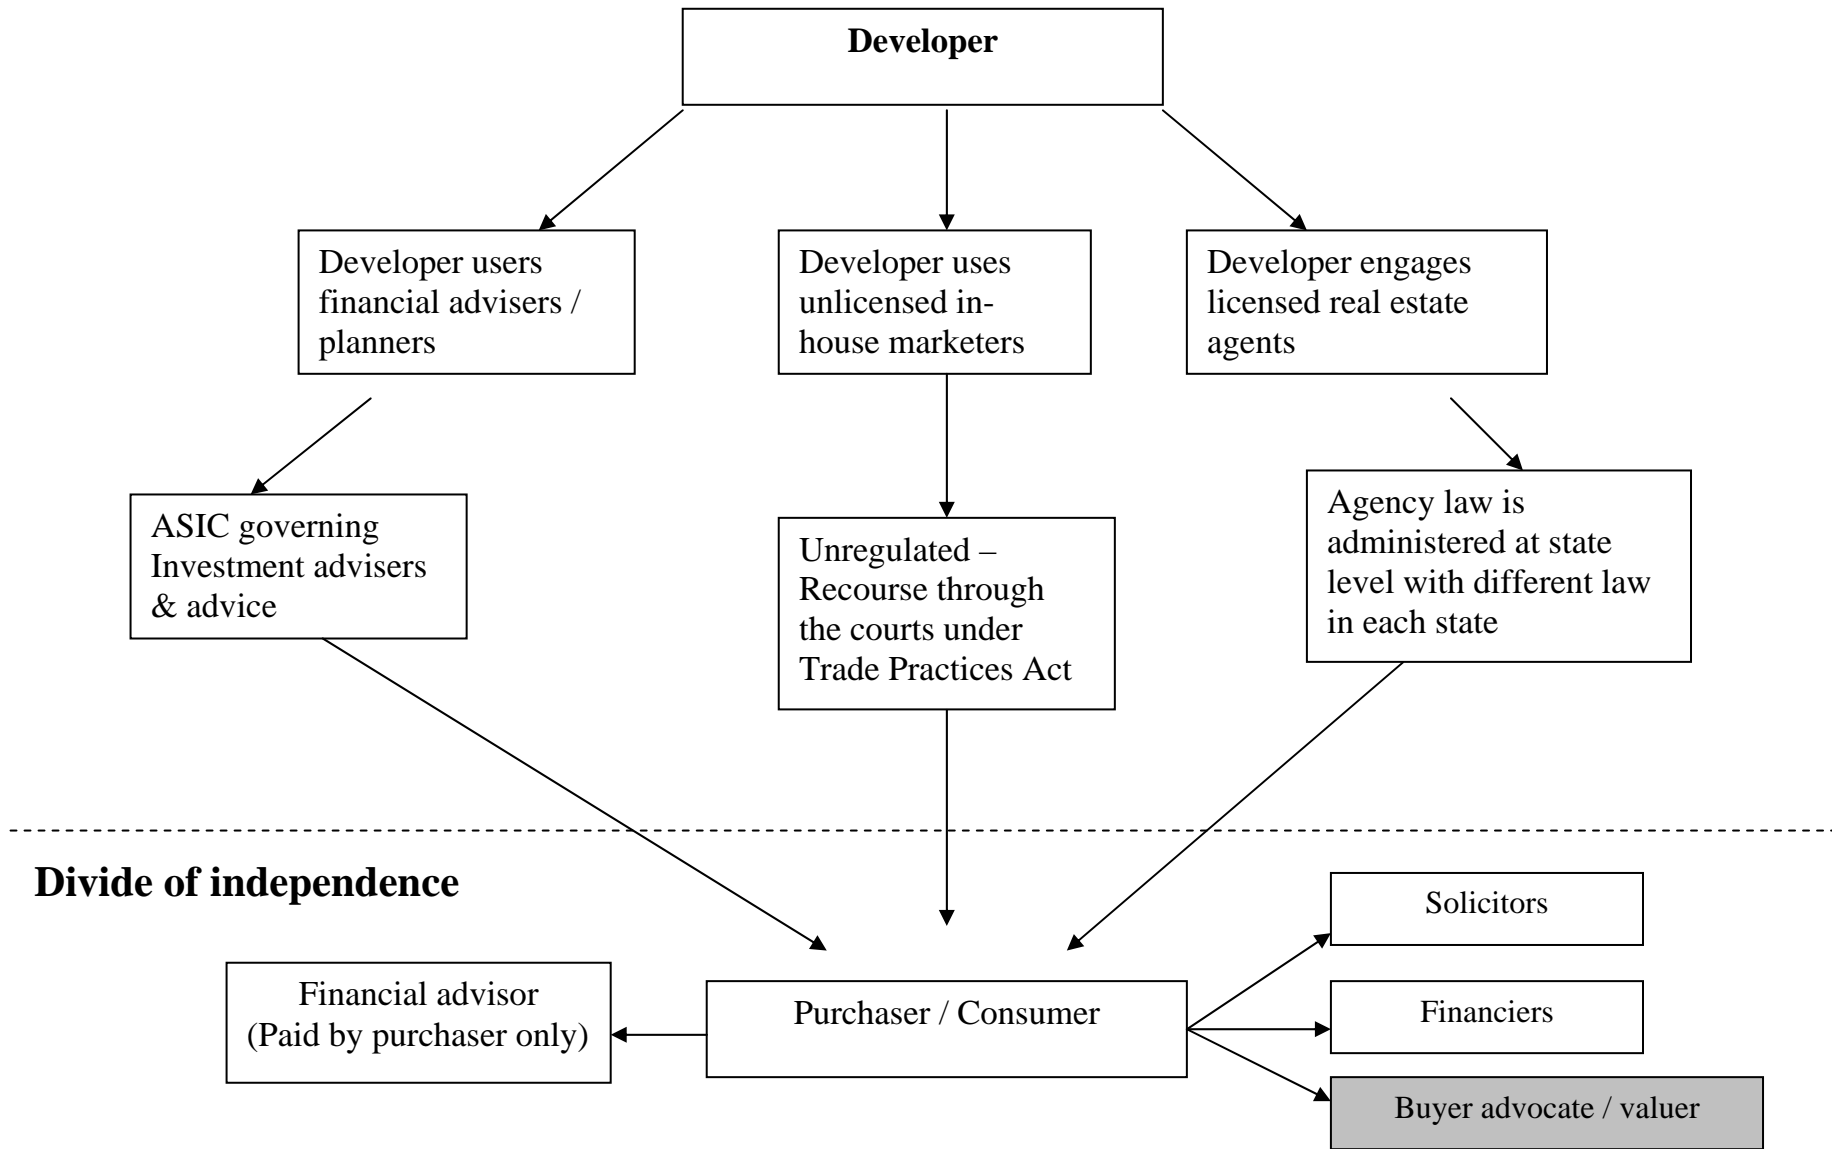 Developer
Developer users
financial advisers /
planners
Developer uses
unlicensed in-
house marketers
Developer engages
licensed real estate
agents
ASIC governing
Investment advisers
& advice
Unregulated –
Recourse through
the courts under
Trade Practices Act
Agency law is
administered at state
level with different law
in each state
Divide of independence
Financial advisor
(Paid by purchaser only)
Purchaser / Consumer
Solicitors
Financiers
Buyer advocate / valuer